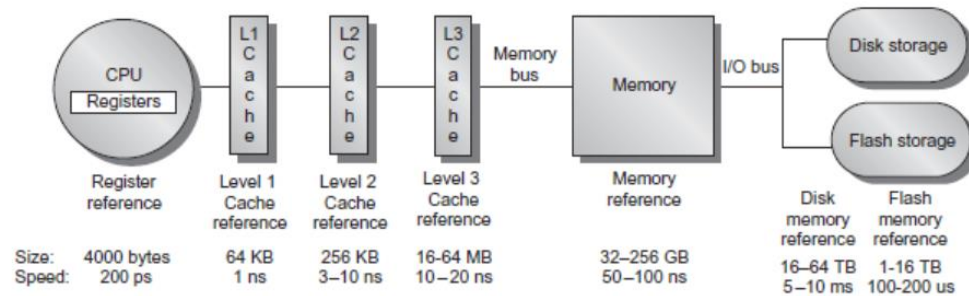 CPU
Registers
L1
C
a
c
h
e
L2
C
a
c
h
e
L3
C
a
c
h
e
Memory
bus
Memory
I/O bus
Disk storage
Flash storage
Register
reference
Level 1
Cache
reference
Level 2
Cache
reference
Level 3
Cache
reference
Memory
reference
Disk
memory
reference
Flash
memory
reference
Size: 4000 bytes 64 KB 256 KB 16-64 MB 32–256 GB 16–64 TB 1-16 TB
Speed: 200 ps 1 ns 3–10 ns 10–20 ns 50–100 ns 5–10 ms 100-200 us